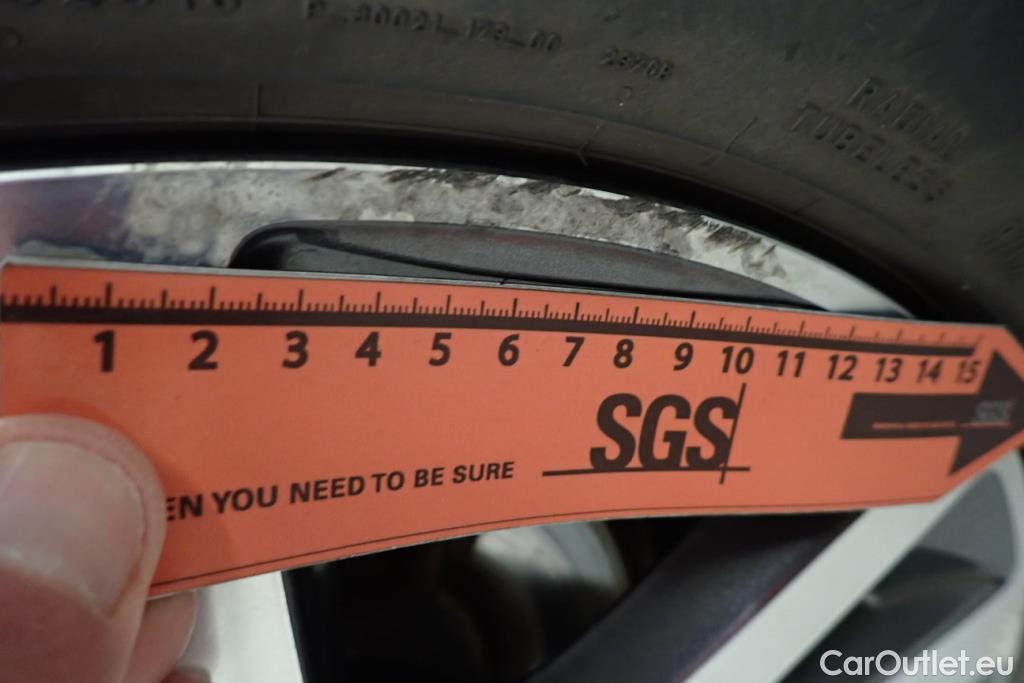 RADIAL
TUBELESS
1 2 3 4 5 6 7 8 9 10 11 12 13 14 15
SGS
EN YOU NEED TO BE SURE
CarOutlet.eu